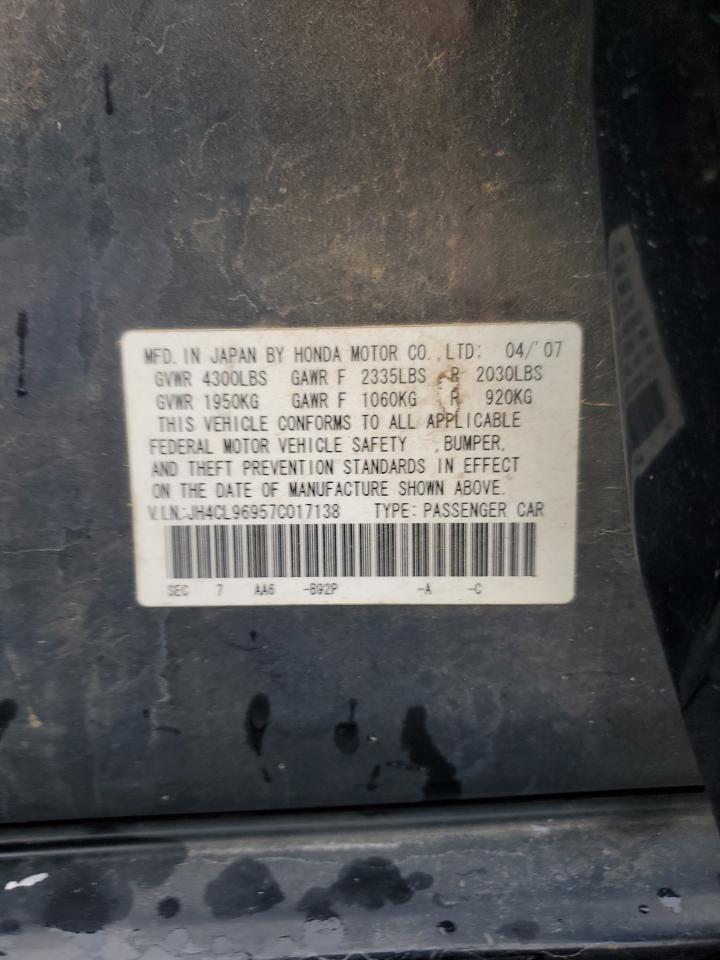 MFD. IN JAPAN BY HONDA MOTOR CO., LTD: 04/'07
GVWR 4300LBS GAWR F 2335LBS R 2030LBS
GVWR 1950KG GAWR F 1060KG R 920KG
THIS VEHICLE CONFORMS TO ALL APPLICABLE
FEDERAL MOTOR VEHICLE SAFETY , BUMPER,
AND THEFT PREVENTION STANDARDS IN EFFECT
ON THE DATE OF MANUFACTURE SHOWN ABOVE.
V.I.N.:JH4CL96957C017138 TYPE: PASSENGER CAR
SEC 7 AA6 -B92P -A -C